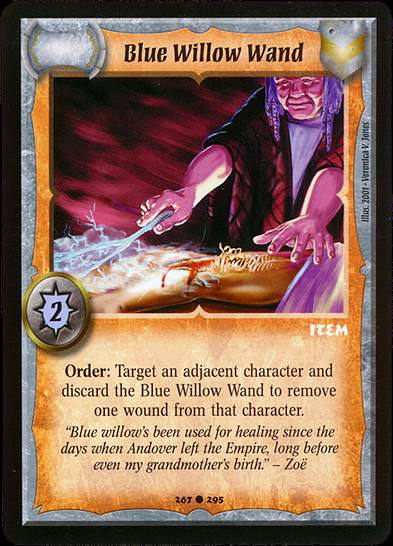 Blue Willow Wand
Illus. 2001 • Veronica V. Jones
2
ITEM
Order: Target an adjacent character and
discard the Blue Willow Wand to remove
one wound from that character.
"Blue willow's been used for healing since the
days when Andover left the Empire, long before
even my grandmother's birth." – Zoë
267 ● 295